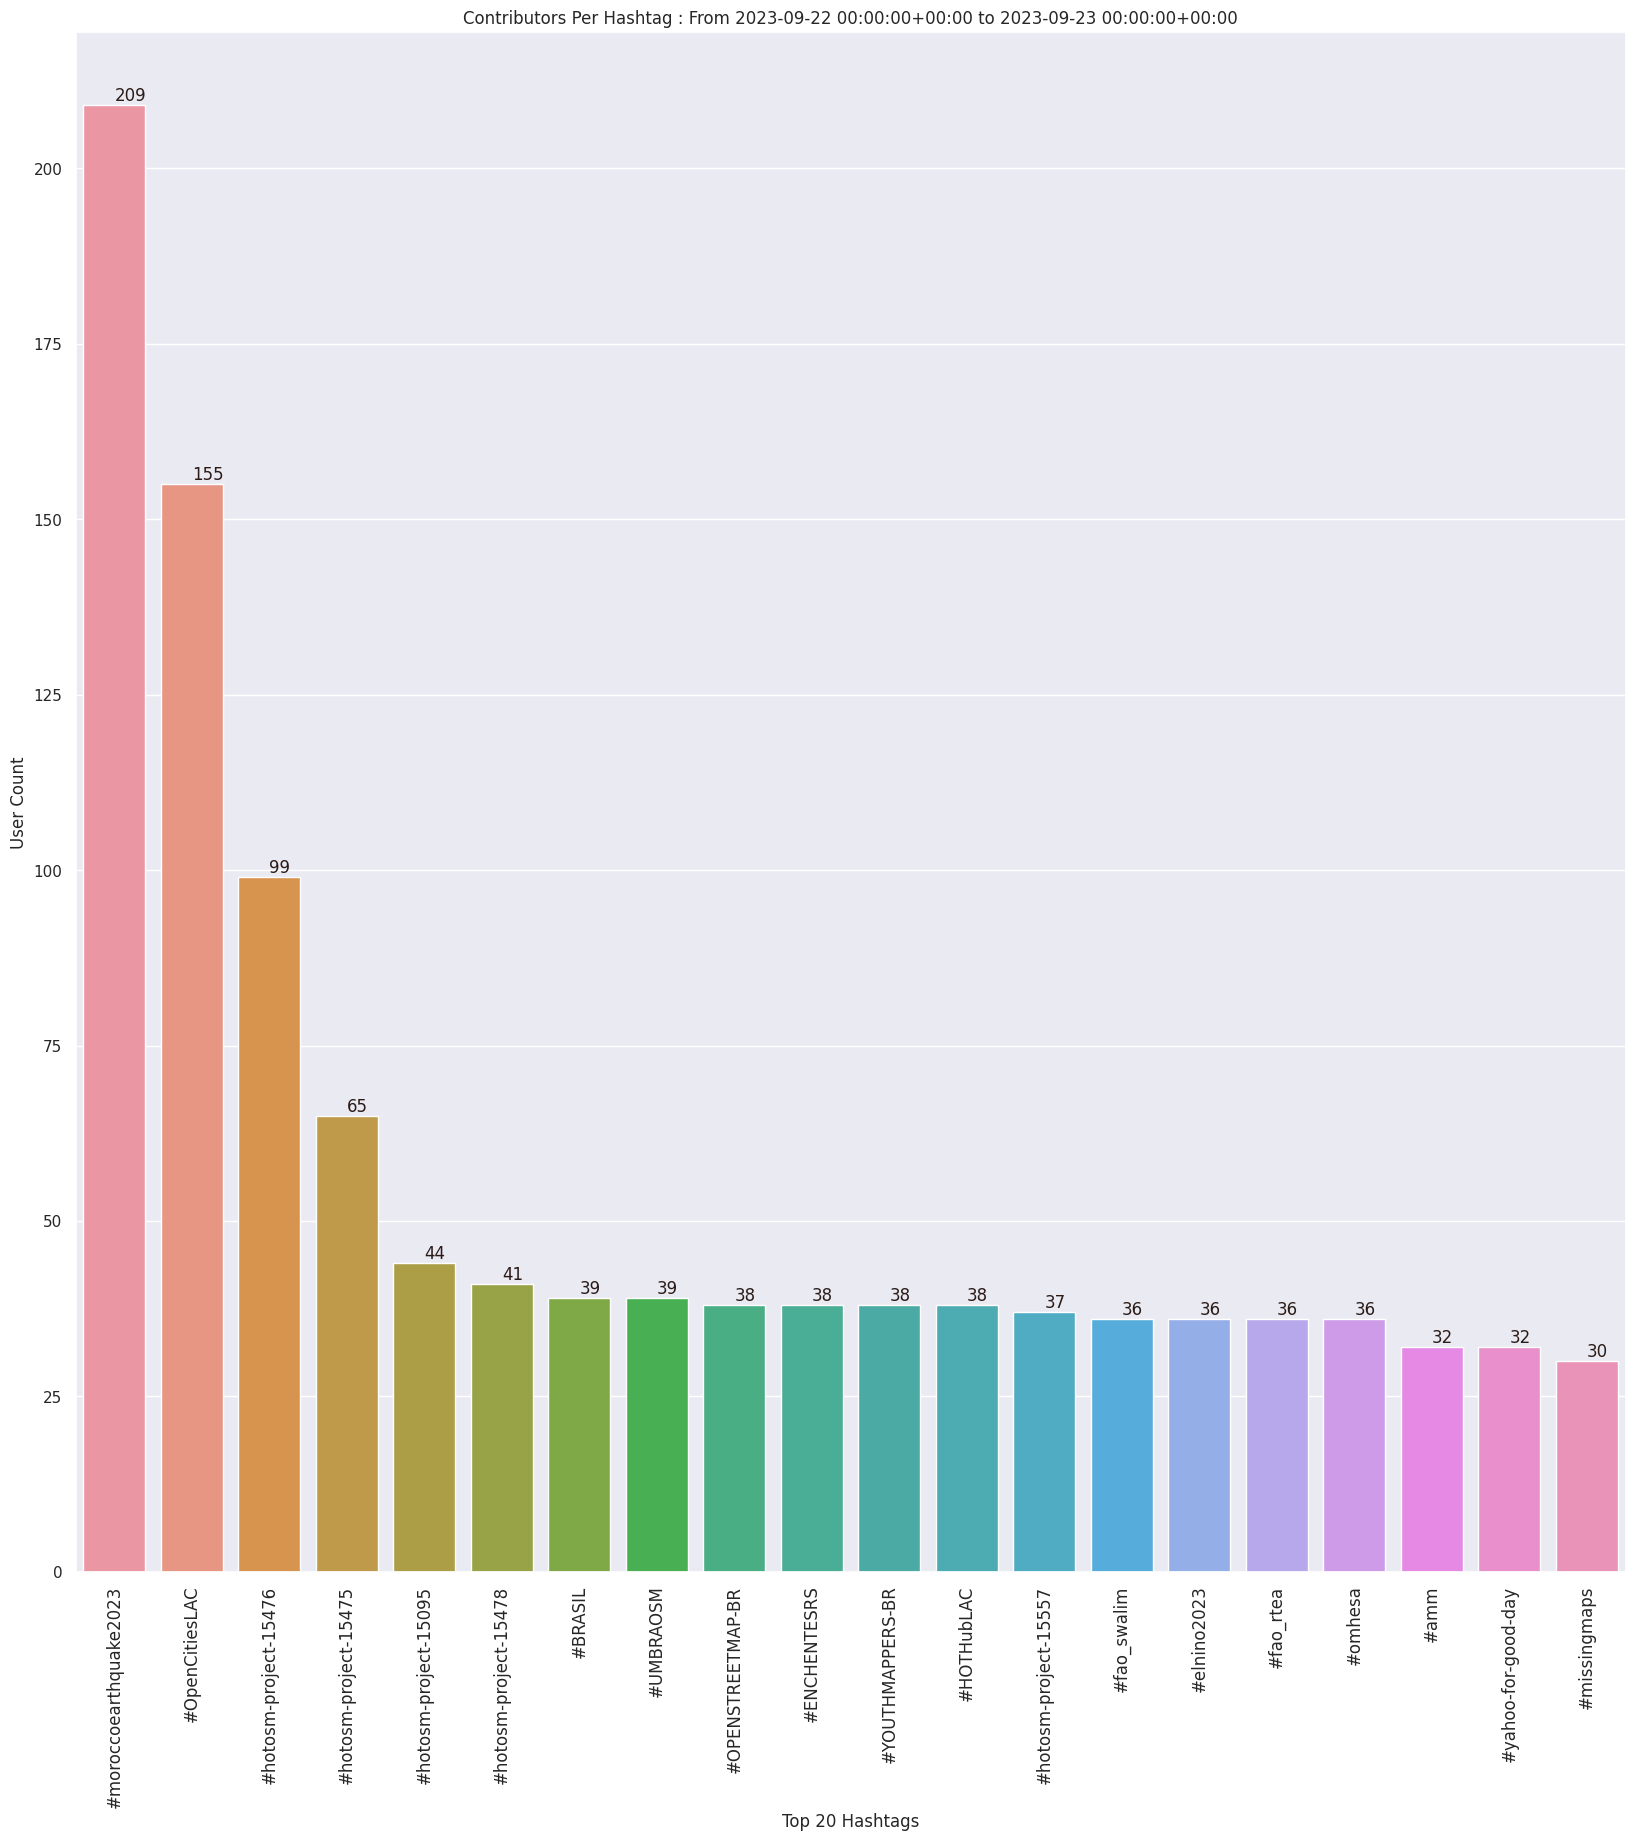 Contributors Per Hashtag : From 2023-09-22 00:00:00+00:00 to 2023-09-23 00:00:00+00:00
User Count
200
175
150
125
100
75
50
25
0
209
155
99
65
44
41
39
39
38
38
38
38
37
36
36
36
36
32
32
30
#moroccoearthquake2023
#OpenCitiesLAC
#hotosm-project-15476
#hotosm-project-15475
#hotosm-project-15095
#hotosm-project-15478
#BRASIL
#UMBRAOSM
#OPENSTREETMAP-BR
#ENCHENTESRS
#YOUTHMAPPERS-BR
#HOTHubLAC
#hotosm-project-15557
#fao_swalim
#elnino2023
#fao_rtea
#omhesa
#amm
#yahoo-for-good-day
#missingmaps
Top 20 Hashtags